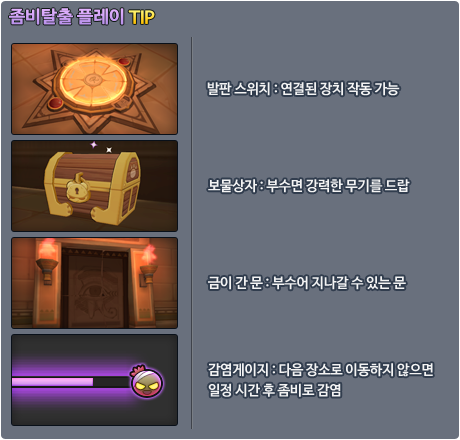 좀비탈출 플레이 TIP
발판 스위치 : 연결된 장치 작동 가능
보물상자 : 부수면 강력한 무기를 드랍
금이 간 문 : 부수어 지나갈 수 있는 문
감염게이지 : 다음 장소로 이동하지 않으면
일정 시간 후 좀비로 감염